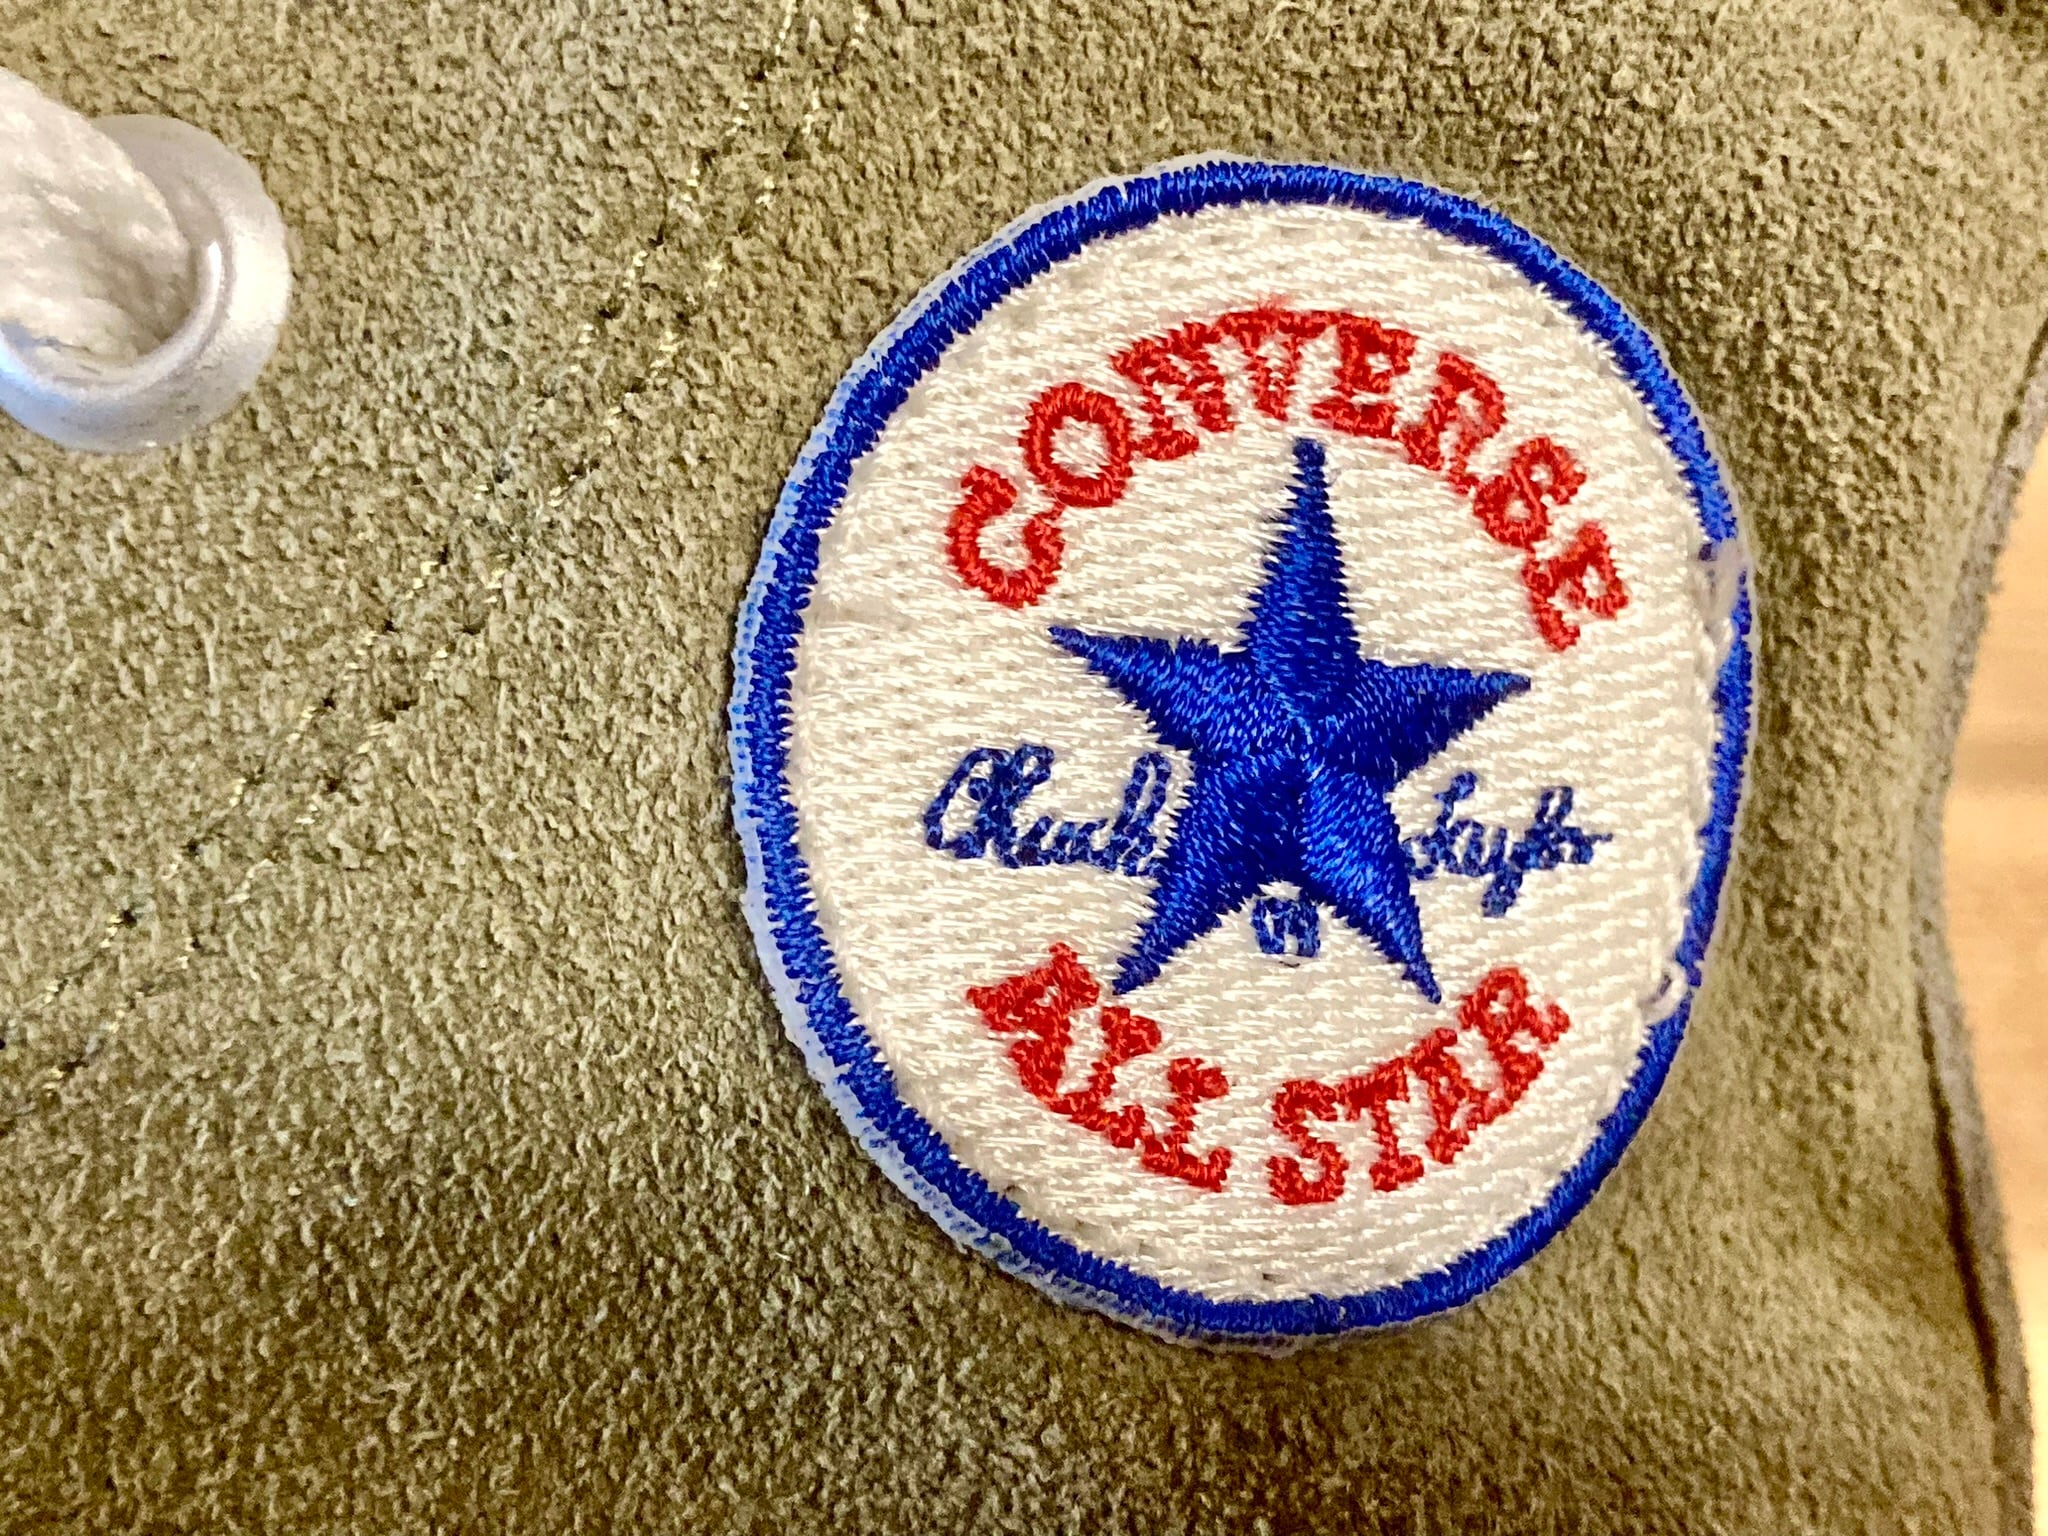 CONVERSE
Chuck Taylor
®
ALL STAR